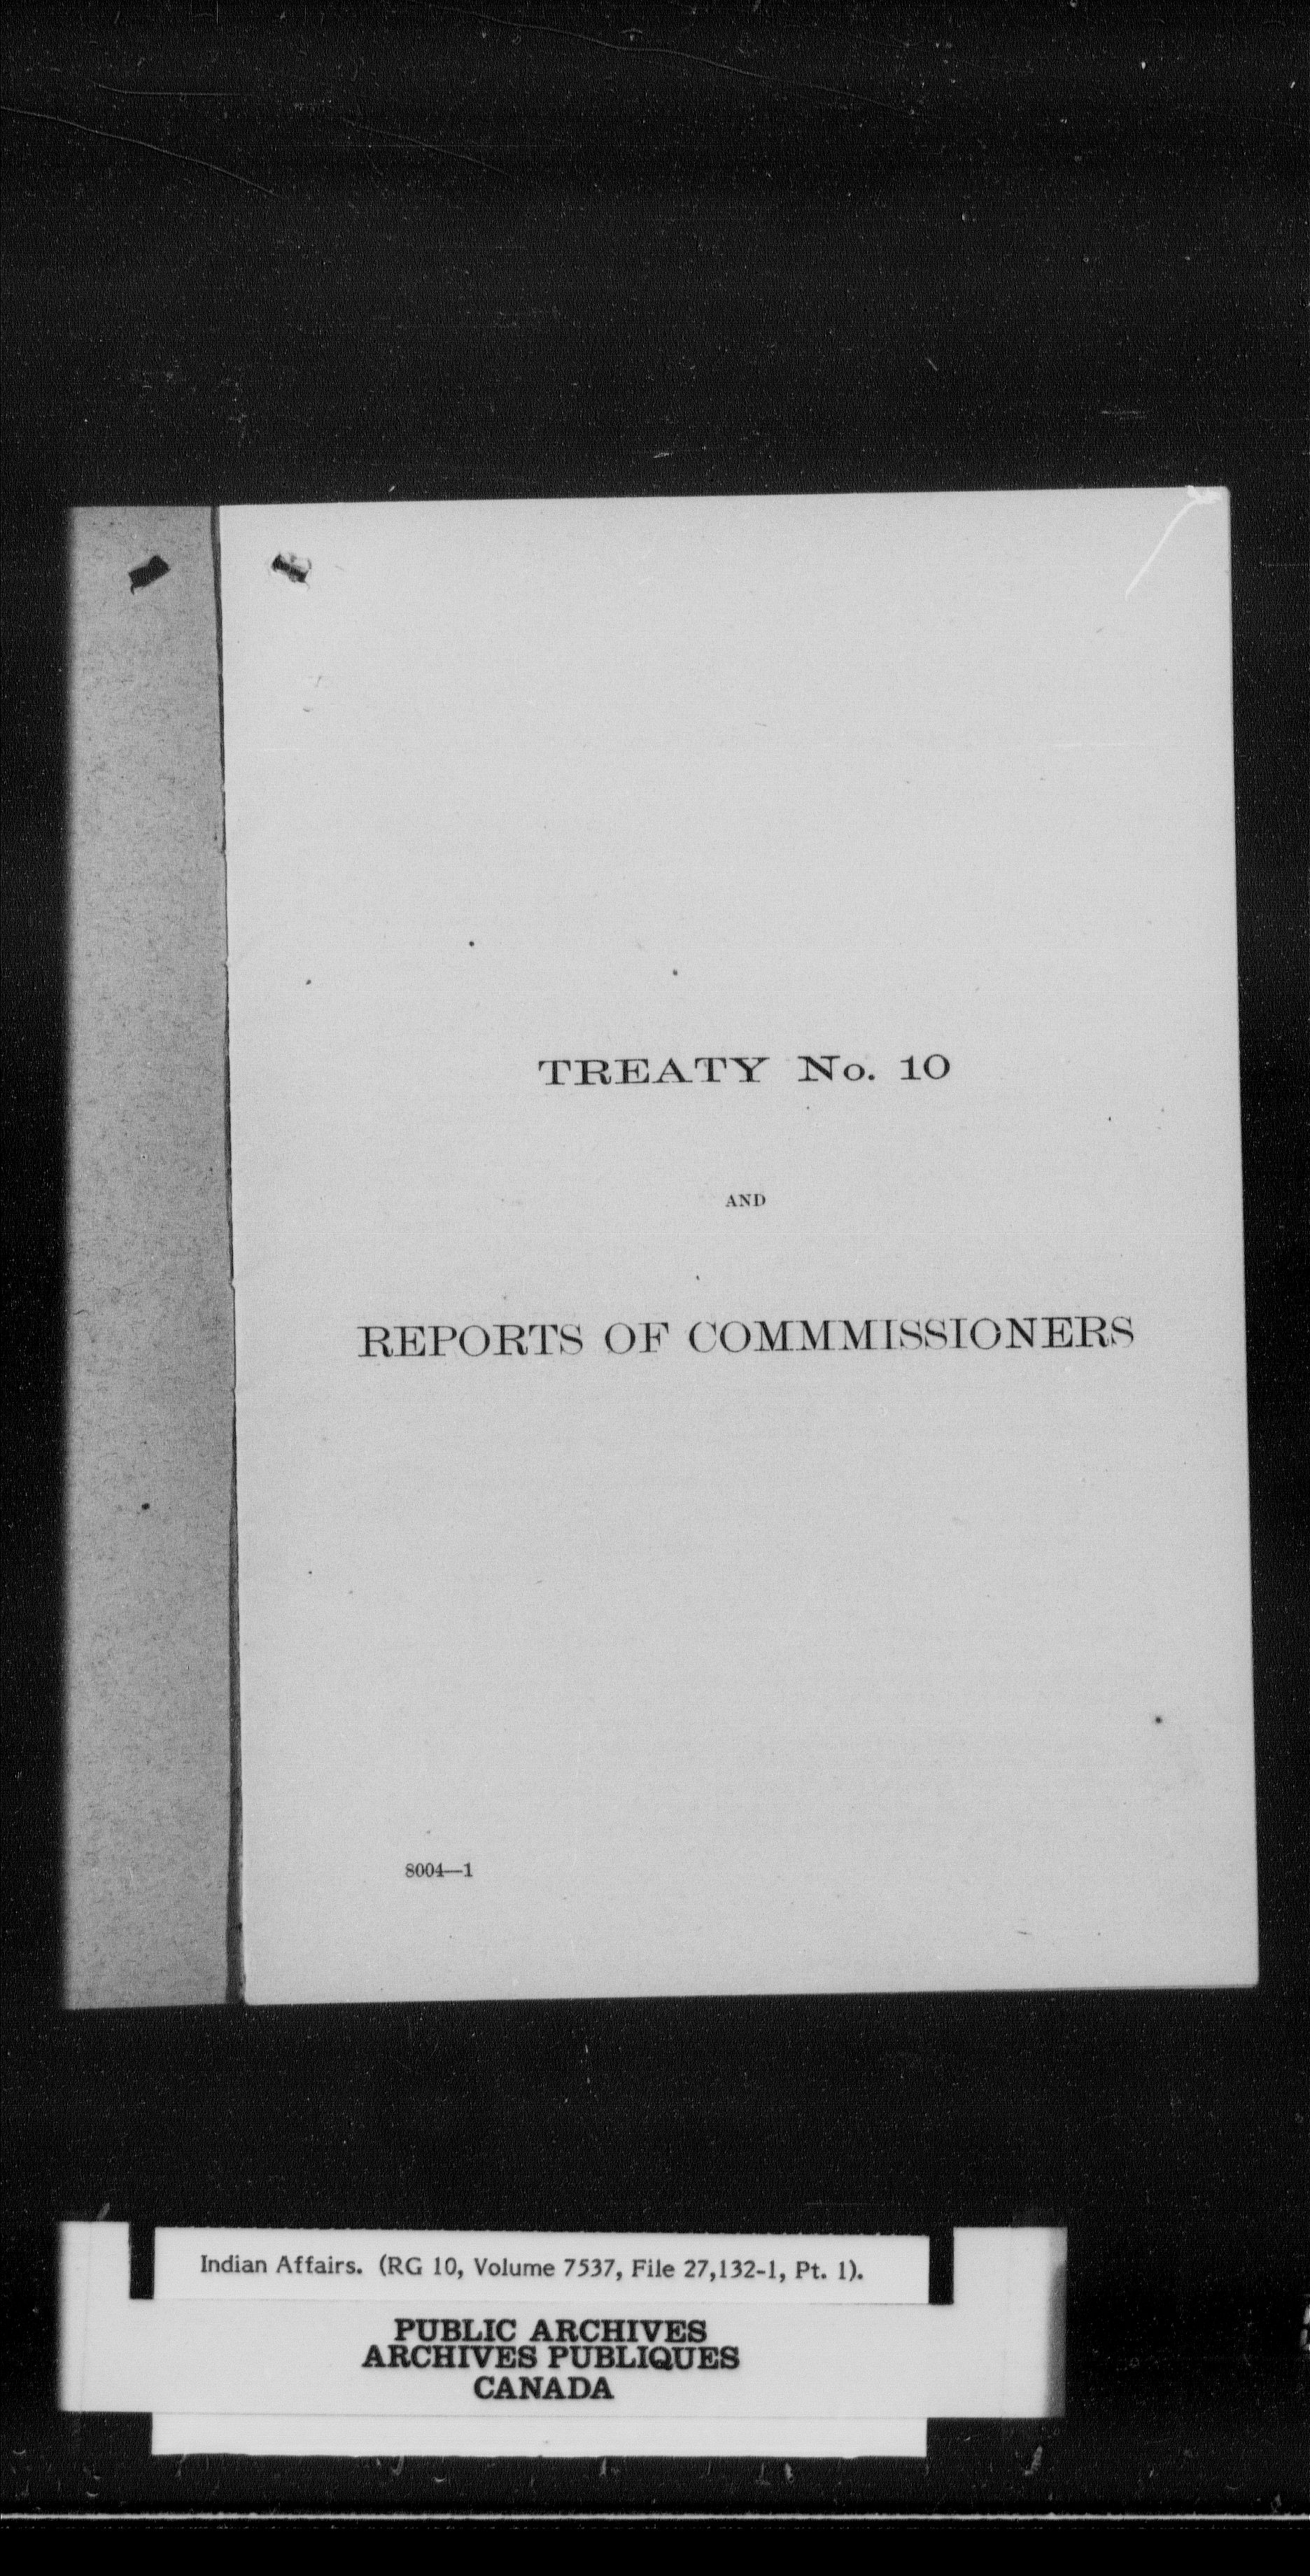 TREATY No. 10
AND
REPORTS OF COMMMISSIONERS
8004—1
Indian Affairs. (RG 10, Volume 7537, File 27,132-1, Pt. 1).
PUBLIC ARCHIVES
ARCHIVES PUBLIQUES
CANADA